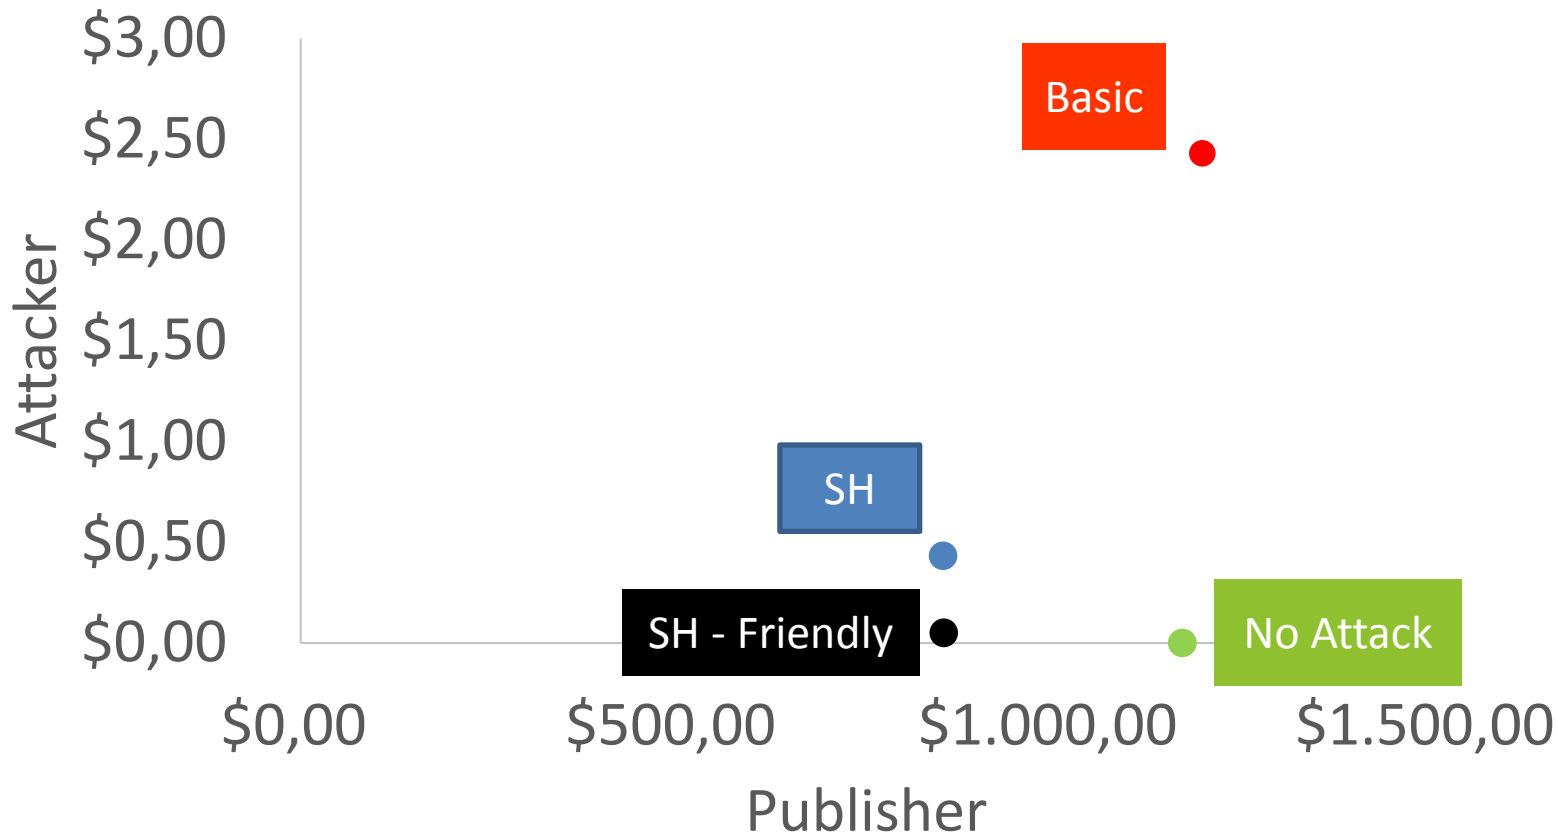 $3,00
Basic
$2,50
$2,00
Attacker
$1,50
$1,00
SH
$0,50
SH - Friendly
No Attack
$0,00
$0,00
$500,00
$1.000,00
$1.500,00
Publisher